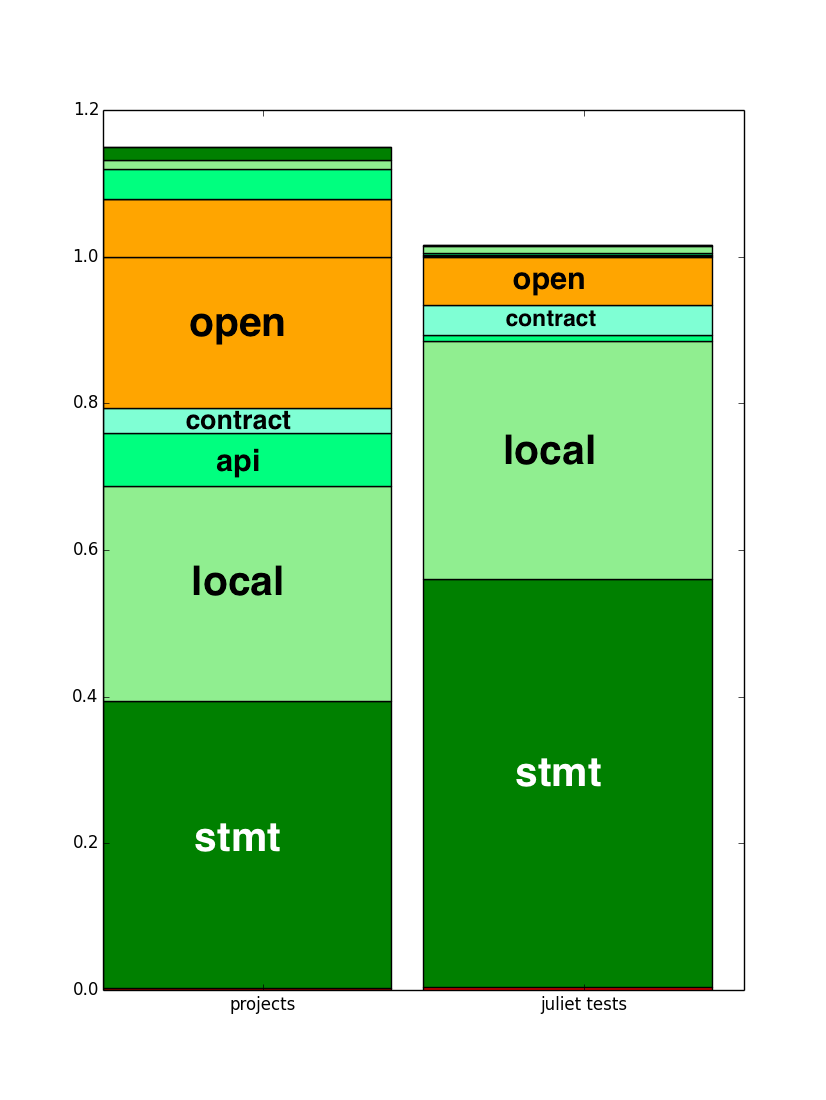 1.2
1.0
open
open
contract
0.8
contract
api
local
0.6
local
0.4
stmt
0.2
stmt
0.0
projects
juliet tests